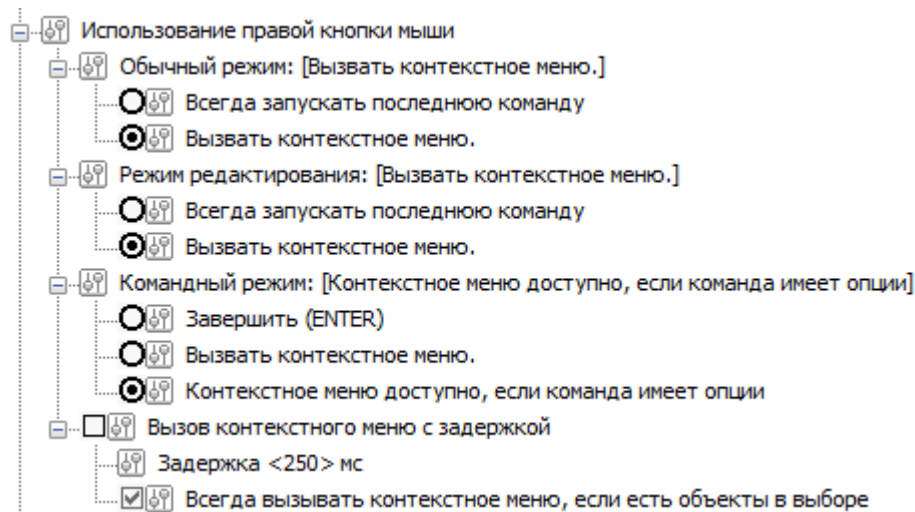 Использование правой кнопки мыши
Обычный режим: [Вызвать контекстное меню.]
Всегда запускать последнюю команду
Вызвать контекстное меню.
Режим редактирования: [Вызвать контекстное меню.]
Всегда запускать последнюю команду
Вызвать контекстное меню.
Командный режим: [Контекстное меню доступно, если команда имеет опции]
Завершить (ENTER)
Вызвать контекстное меню.
Контекстное меню доступно, если команда имеет опции
Вызов контекстного меню с задержкой
Задержка <250> мс
Всегда вызывать контекстное меню, если есть объекты в выборе